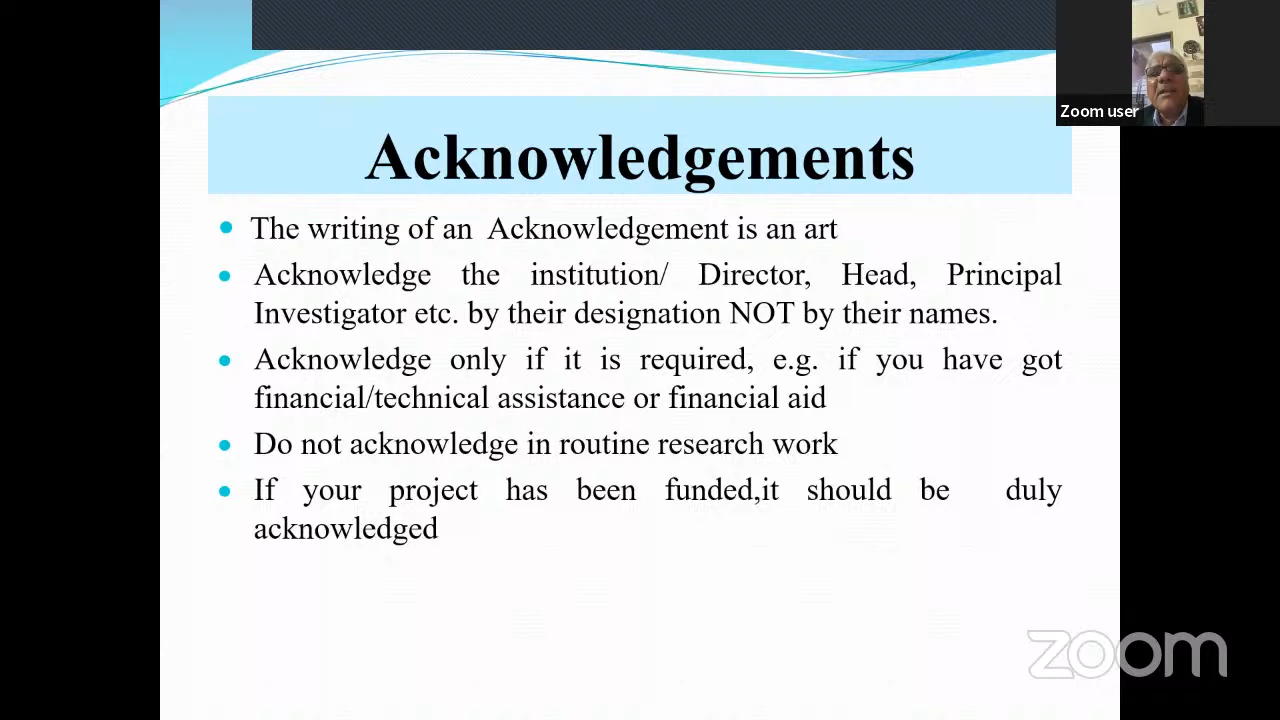 Zoom user
Acknowledgements
The writing of an Acknowledgement is an art
Acknowledge the institution/ Director, Head, Principal
Investigator etc. by their designation NOT by their names.
Acknowledge only if it is required, e.g. if you have got
financial/technical assistance or financial aid
Do not acknowledge in routine research work
If your project has been funded,it should be duly
acknowledged
zoom